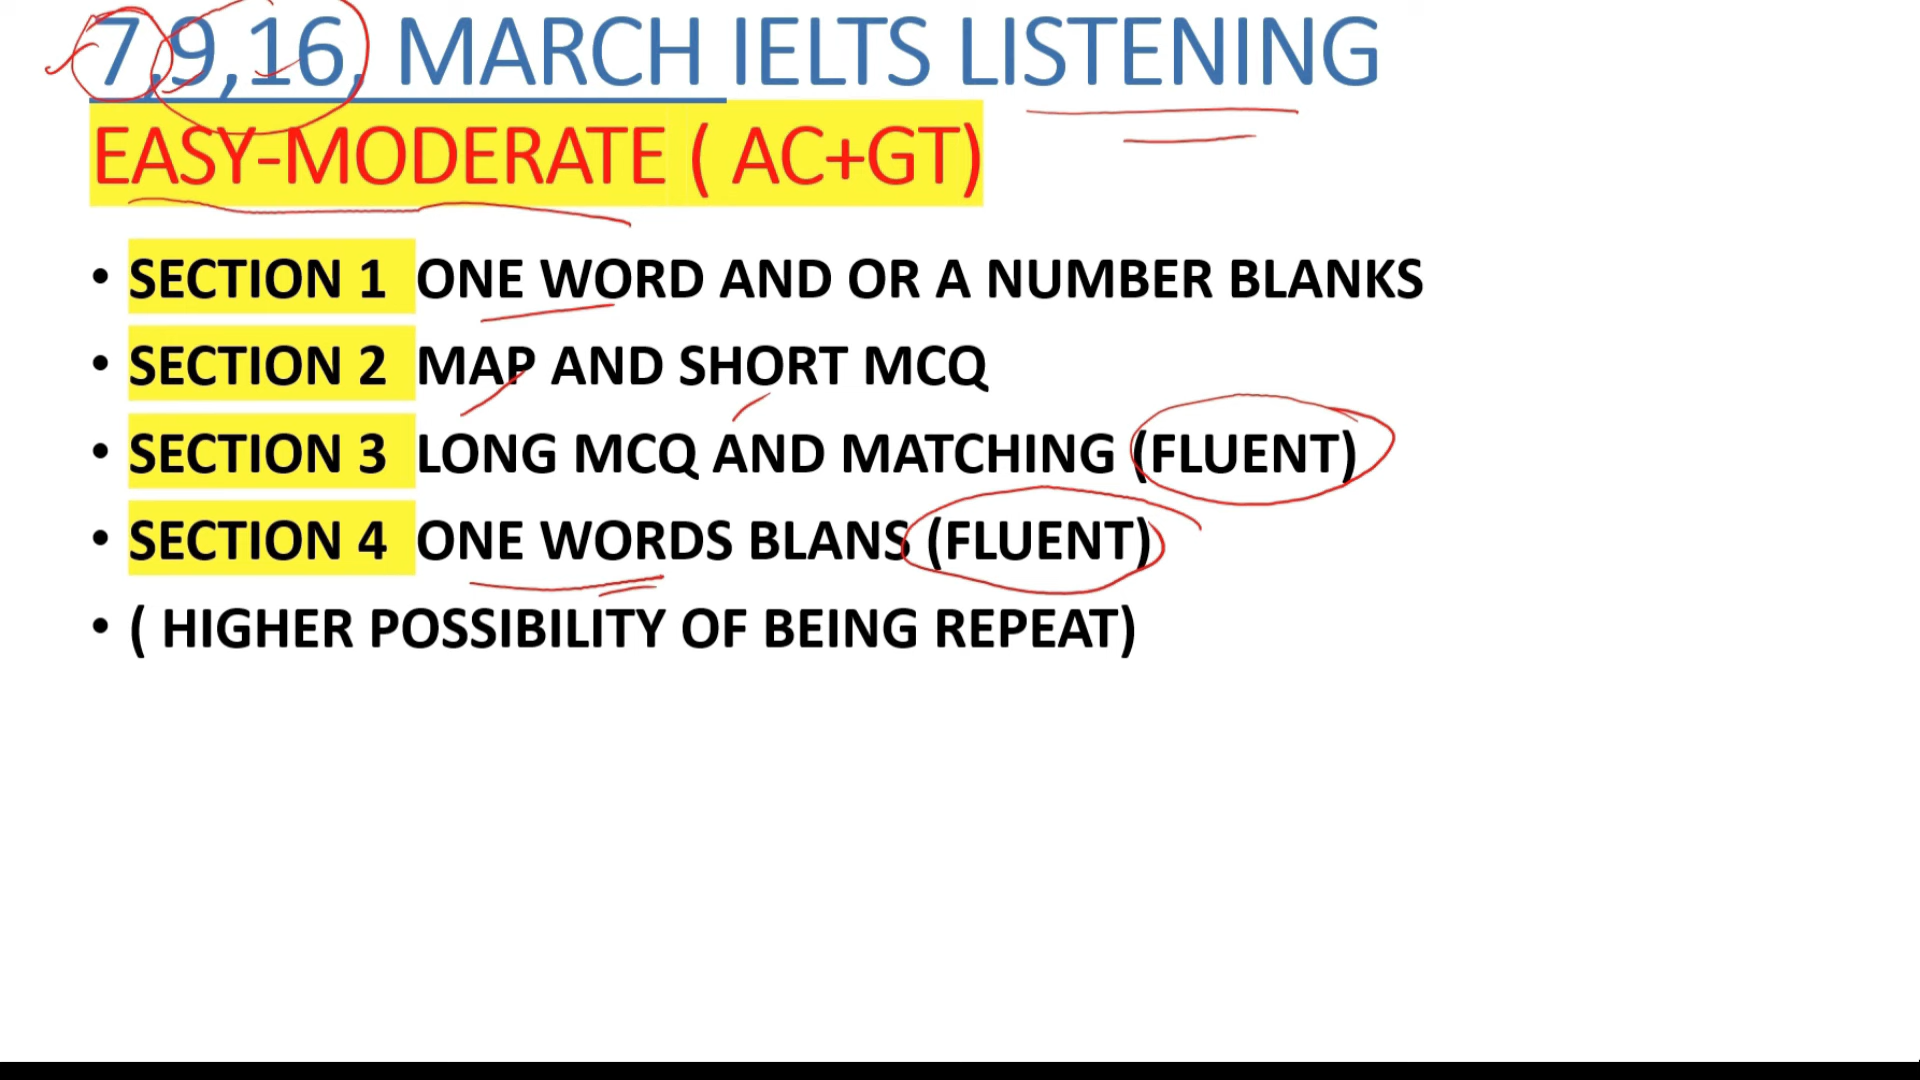 7,9,16, MARCH IELTS LISTENING
EASY-MODERATE ( AC+GT)
• SECTION 1 ONE WORD AND OR A NUMBER BLANKS
• SECTION 2 MAP AND SHORT MCQ
• SECTION 3 LONG MCQ AND MATCHING (FLUENT)
• SECTION 4 ONE WORDS BLANS (FLUENT)
• ( HIGHER POSSIBILITY OF BEING REPEAT)